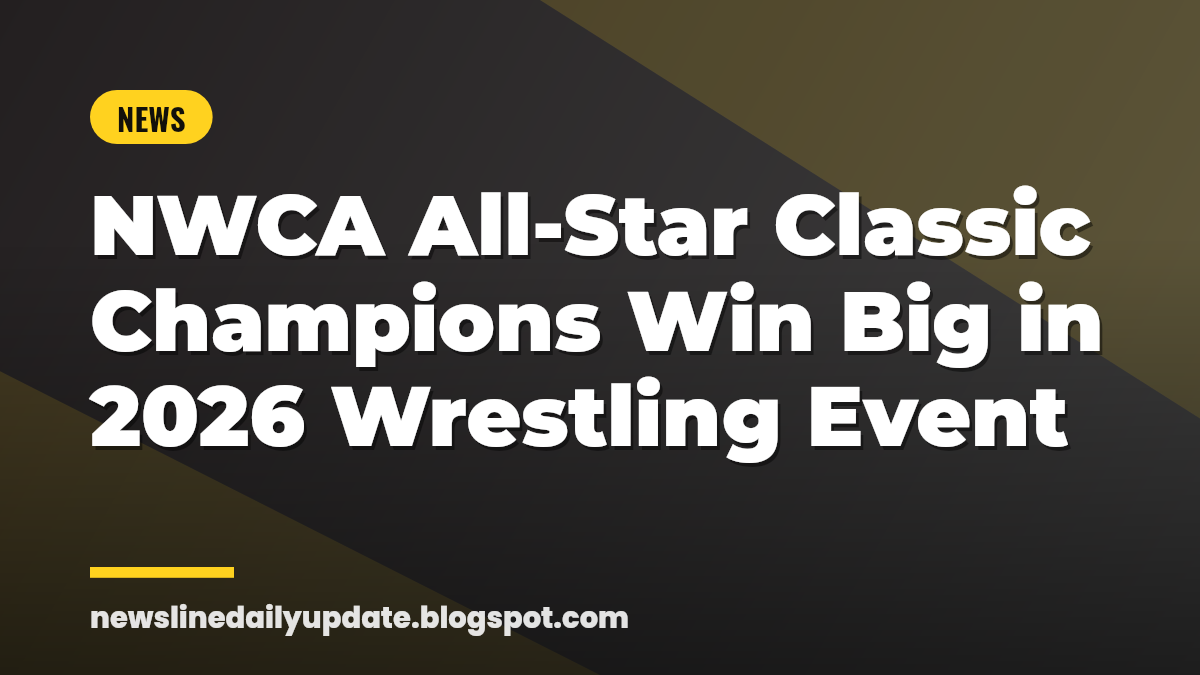 NEWS
NWCA All-Star Classic
Champions Win Big in
2026 Wrestling Event
newslinedailyupdate.blogspot.com